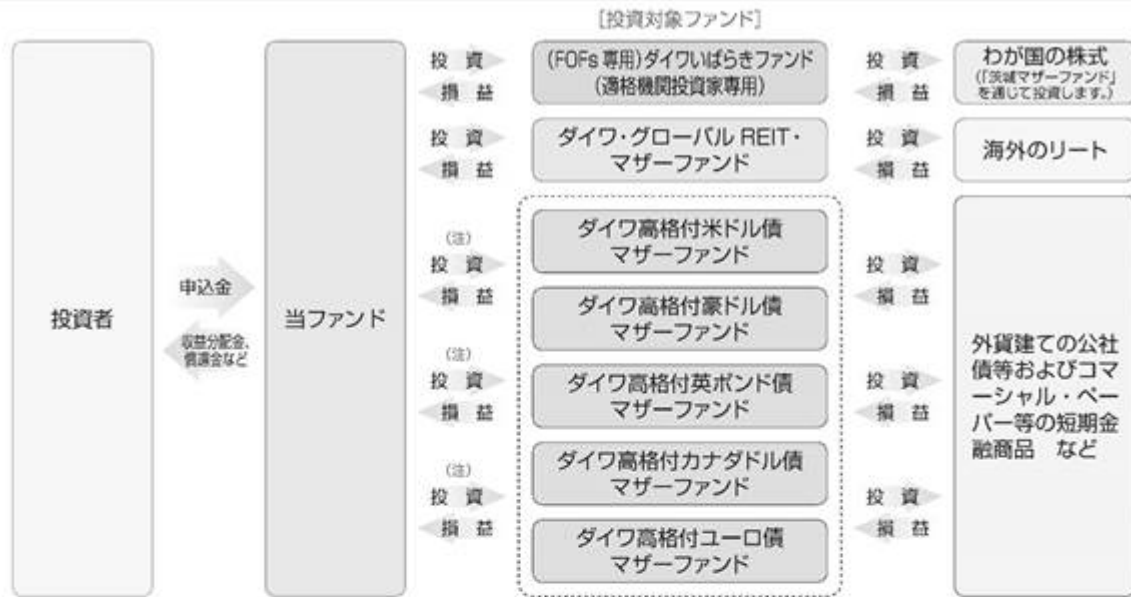 [投資対象ファンド]
投資者
申込金
収益分配金、
償還金など
当ファンド
投 資
損 益
(FOFs 専用)ダイワいばらきファンド
(適格機関投資家専用)
投 資
損 益
わが国の株式
(「茨城マザーファンド」
を通じて投資します。)
投 資
損 益
ダイワ・グローバル REIT・
マザーファンド
投 資
損 益
海外のリート
(注)
投 資
損 益
ダイワ高格付米ドル債
マザーファンド
投 資
損 益
ダイワ高格付豪ドル債
マザーファンド
(注)
投 資
損 益
ダイワ高格付英ポンド債
マザーファンド
投 資
損 益
ダイワ高格付カナダドル債
マザーファンド
(注)
投 資
損 益
ダイワ高格付ユーロ債
マザーファンド
投 資
損 益
外貨建ての公社
債等およびコマ
ーシャル・ペー
パー等の短期金
融商品 など